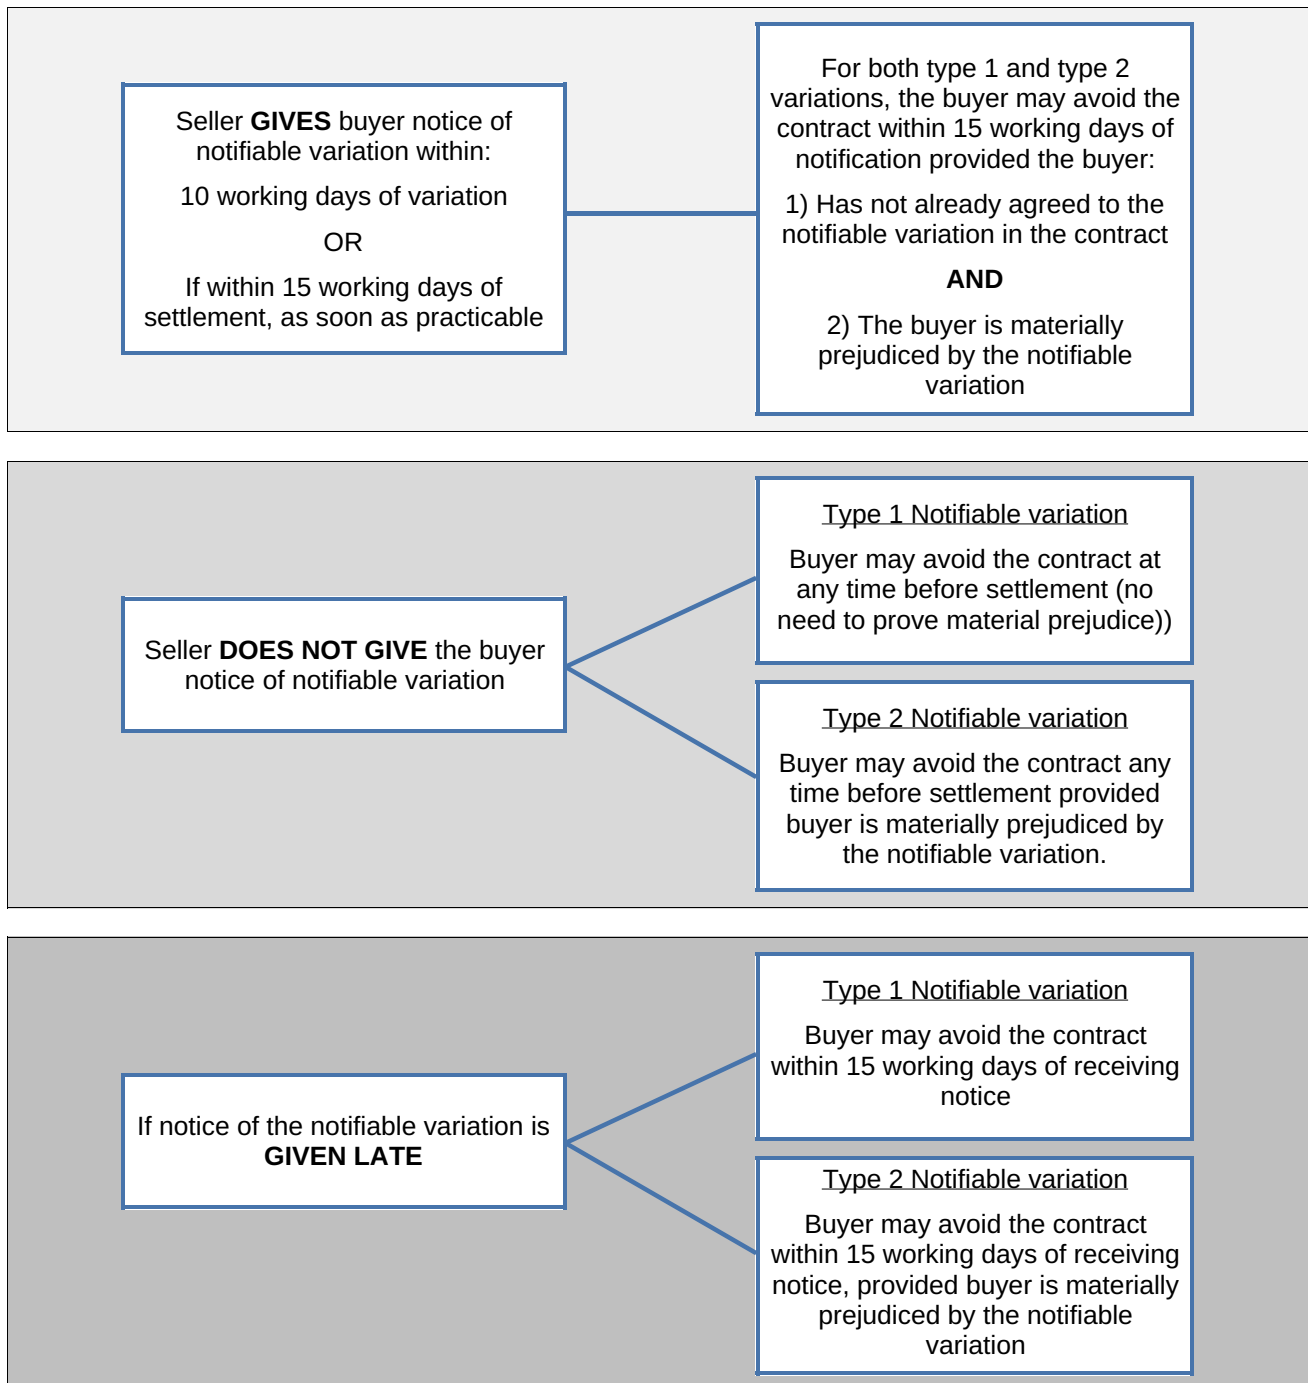 Seller GIVES buyer notice of
notifiable variation within:
10 working days of variation
OR
If within 15 working days of
settlement, as soon as practicable
For both type 1 and type 2
variations, the buyer may avoid the
contract within 15 working days of
notification provided the buyer:
1) Has not already agreed to the
notifiable variation in the contract
AND
2) The buyer is materially
prejudiced by the notifiable
variation
Seller DOES NOT GIVE the buyer
notice of notifiable variation
Type 1 Notifiable variation
Buyer may avoid the contract at
any time before settlement (no
need to prove material prejudice))
Type 2 Notifiable variation
Buyer may avoid the contract any
time before settlement provided
buyer is materially prejudiced by
the notifiable variation.
If notice of the notifiable variation is
GIVEN LATE
Type 1 Notifiable variation
Buyer may avoid the contract
within 15 working days of receiving
notice
Type 2 Notifiable variation
Buyer may avoid the contract
within 15 working days of receiving
notice, provided buyer is materially
prejudiced by the notifiable
variation